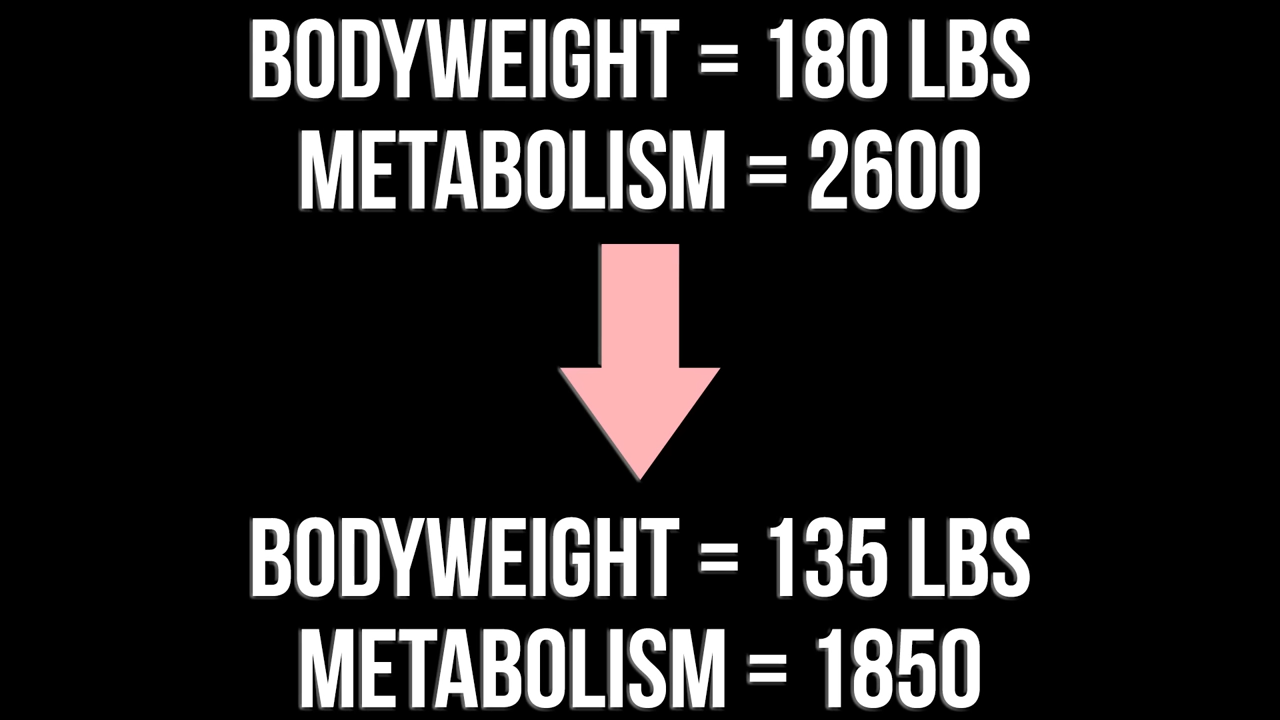 BODYWEIGHT = 180 LBS
METABOLISM = 2600
BODYWEIGHT = 135 LBS
METABOLISM = 1850